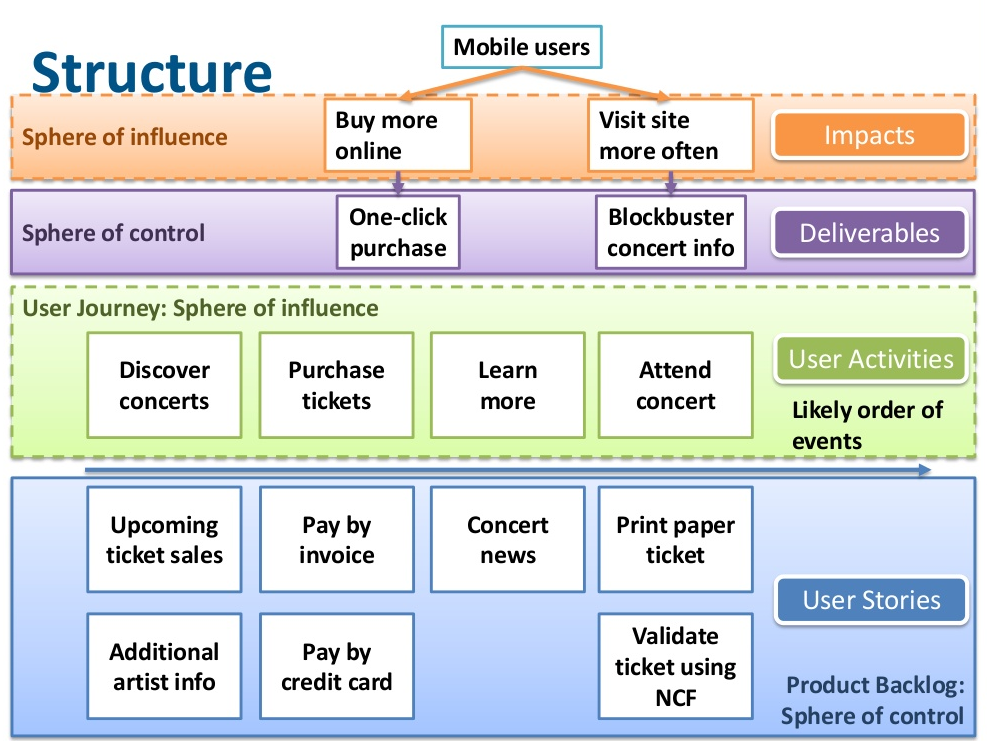 Structure
Mobile users
Sphere of influence
Buy more
online
Visit site
more often
Impacts
Sphere of control
One-click
purchase
Blockbuster
concert info
Deliverables
User Journey: Sphere of influence
Discover
concerts
Purchase
tickets
Learn
more
Attend
concert
User Activities
Likely order of
events
Upcoming
ticket sales
Pay by
invoice
Concert
news
Print paper
ticket
User Stories
Additional
artist info
Pay by
credit card
Validate
ticket using
NCF
Product Backlog:
Sphere of control